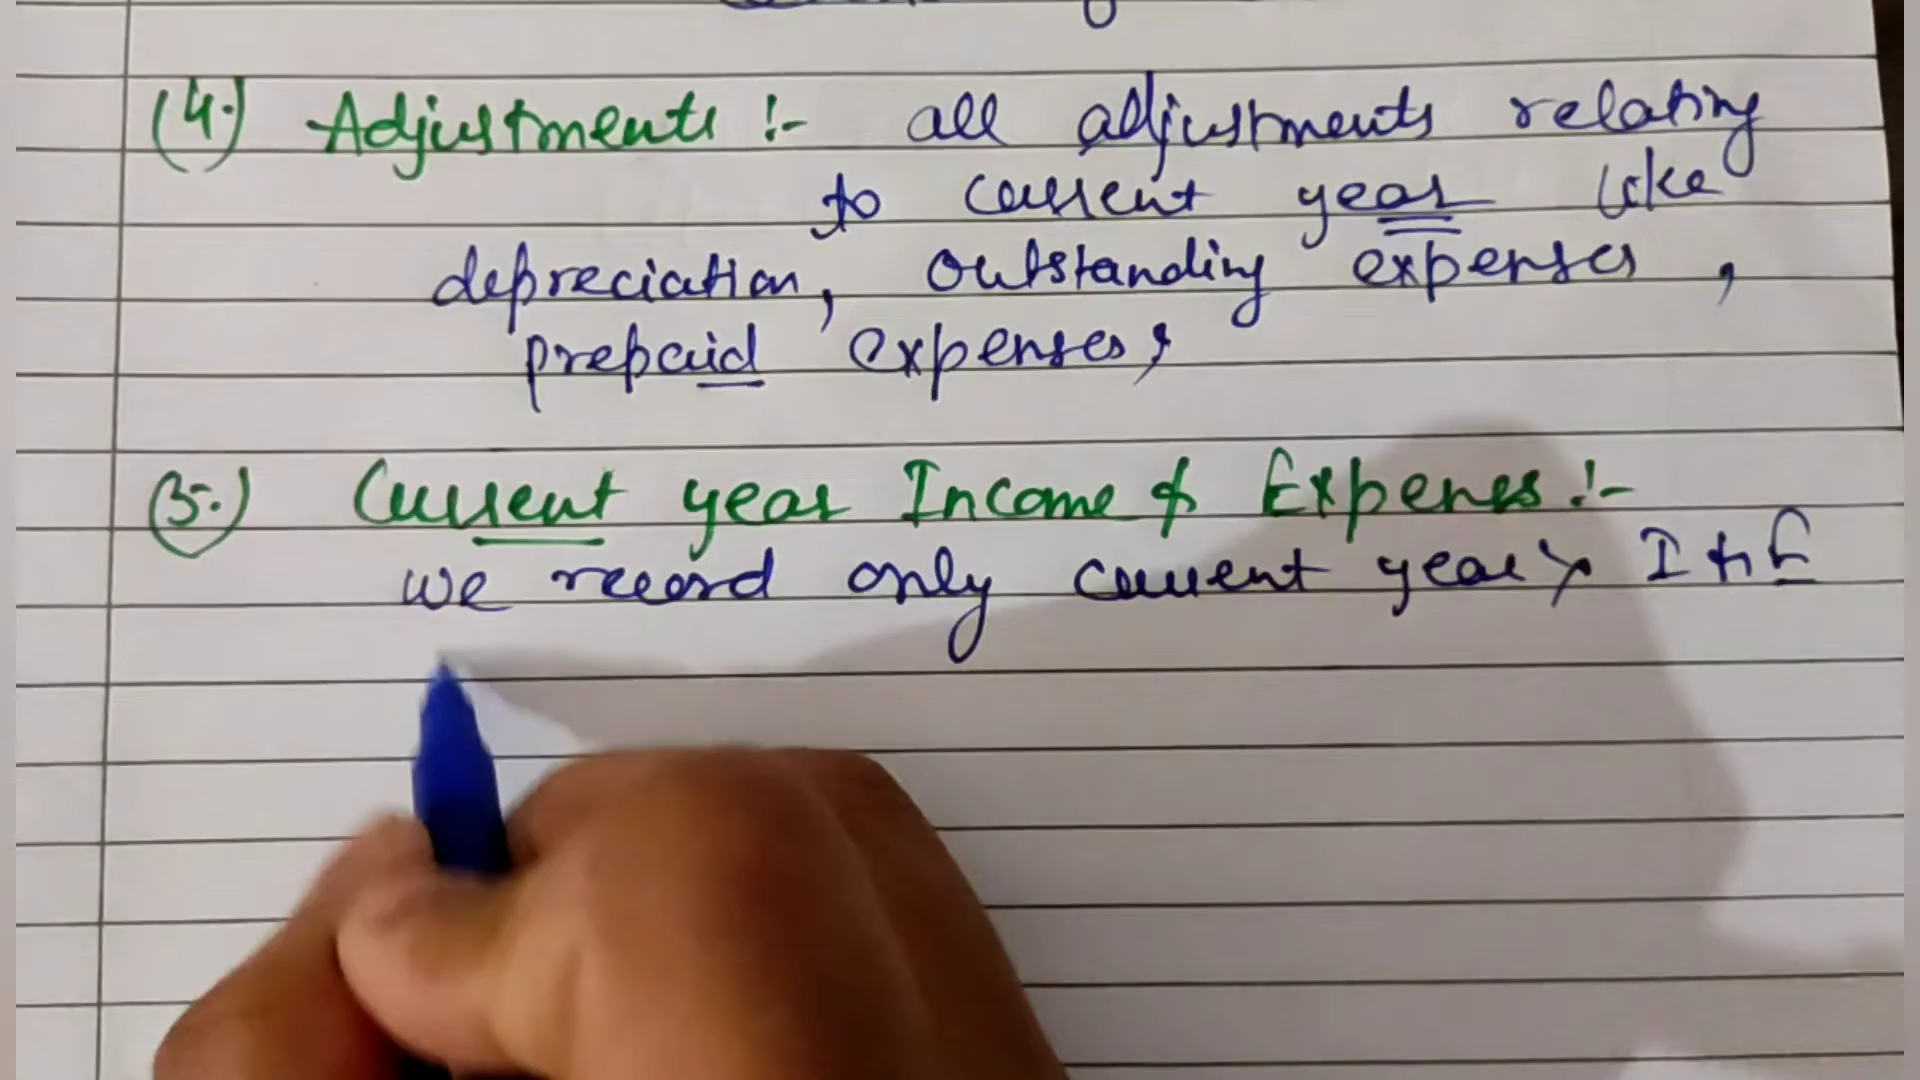 (4.) Adjustments :- all adjustments relating
to current year like
depreciation, Outstanding expenses,
prepaid expenses,
(5.) Current year Income & Expenses :-
we record only current year's I & E